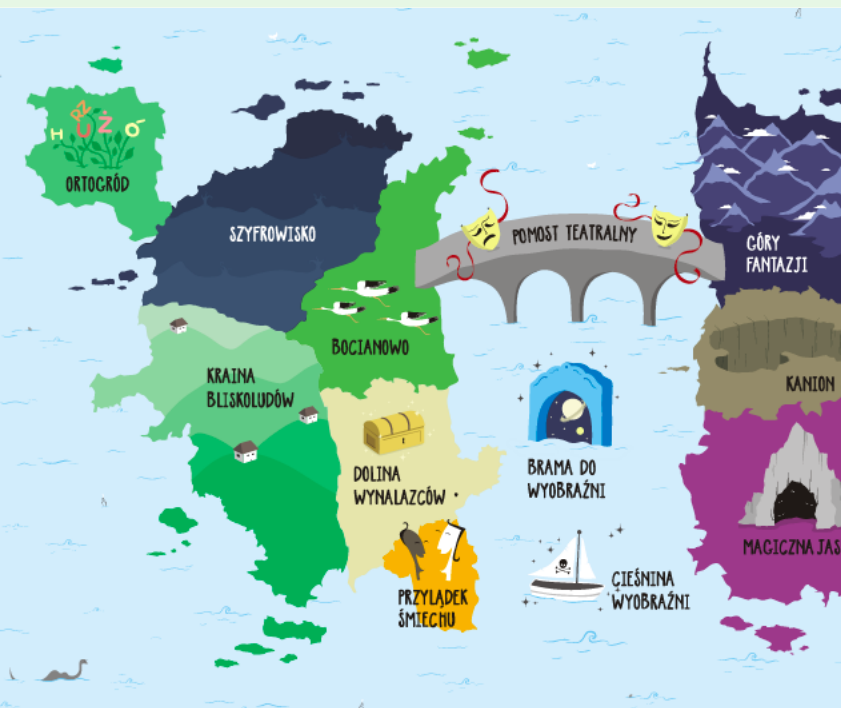 H RZ U Ż Ó
ORTOGRÓD
SZYFROWISKO
POMOST TEATRALNY
GÓRY
FANTAZJI
BOCIANOWO
KRAINA
BLISKOLUDÓW
KANION
DOLINA
WYNALAZCÓW
BRAMA DO
WYOBRAŹNI
MAGICZNA JAS
CIEŚNINA
WYOBRAŹNI
PRZYLĄDEK
ŚMIECHU